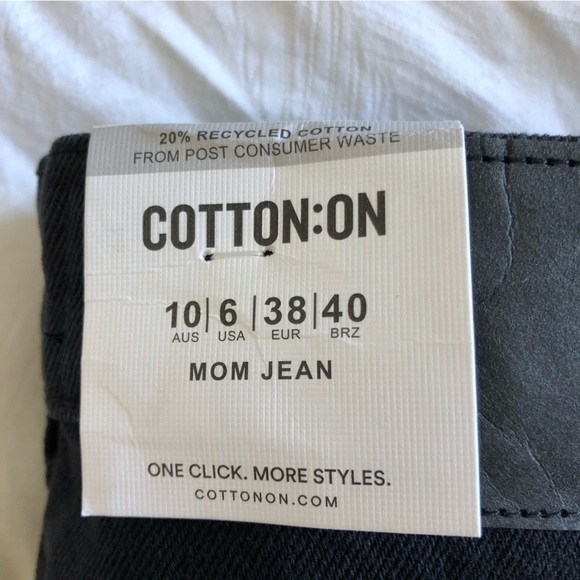 20% RECYCLED COTTON
FROM POST CONSUMER WASTE
COTTON:ON
10|6|38|40
AUS USA EUR BRZ
MOM JEAN
ONE CLICK. MORE STYLES.
COTTONON.COM